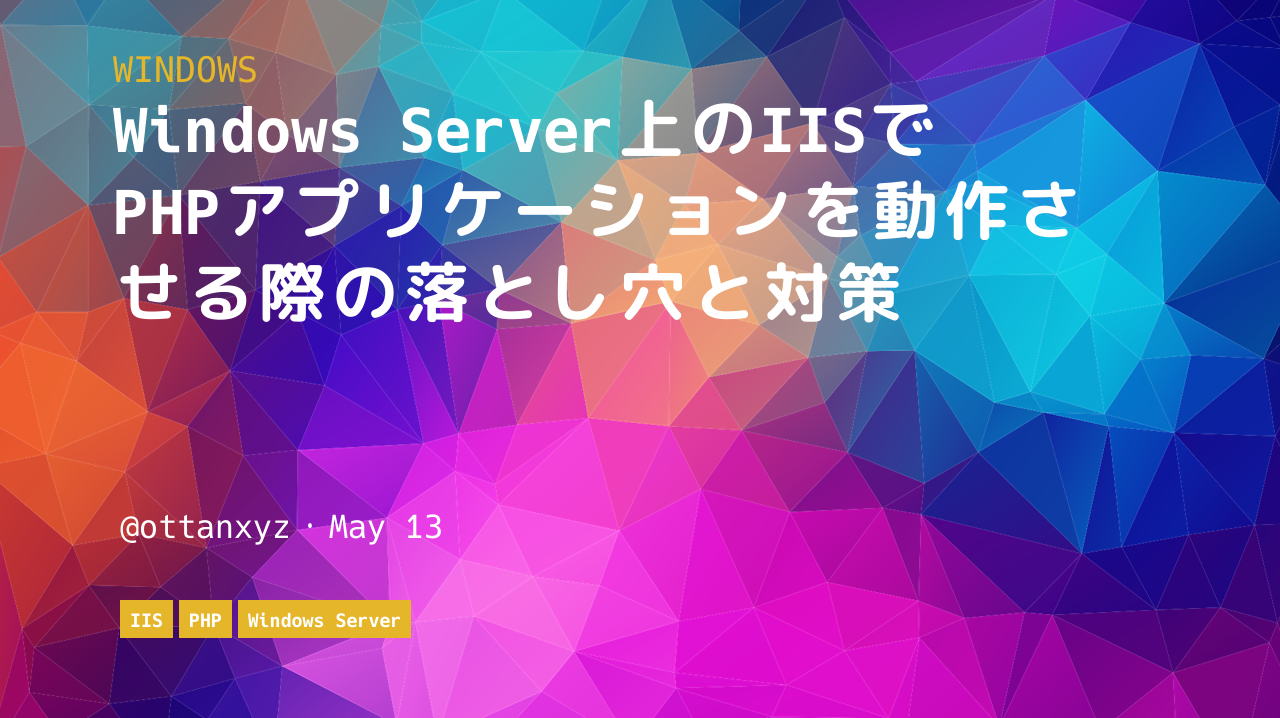 WINDOWS
Windows Server上のIISで
PHPアプリケーションを動作さ
せる際の落とし穴と対策
@ottanxyz・May 13
IIS PHP Windows Server